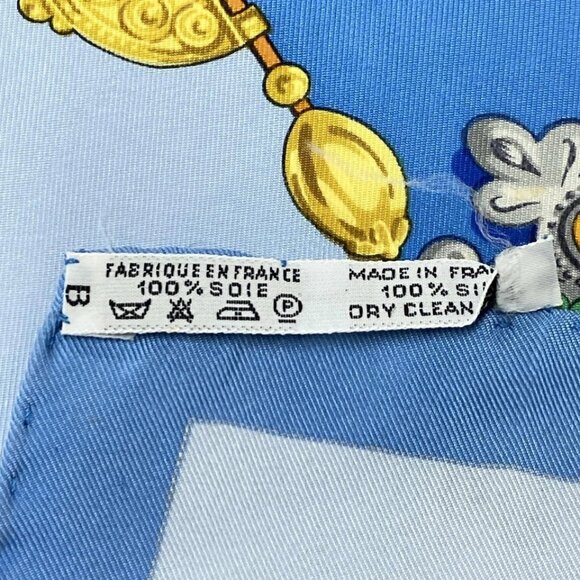 B
FABRIQUE EN FRANCE
100% SOIE
P
MADE IN FRA
100% SI
DRY CLEAN